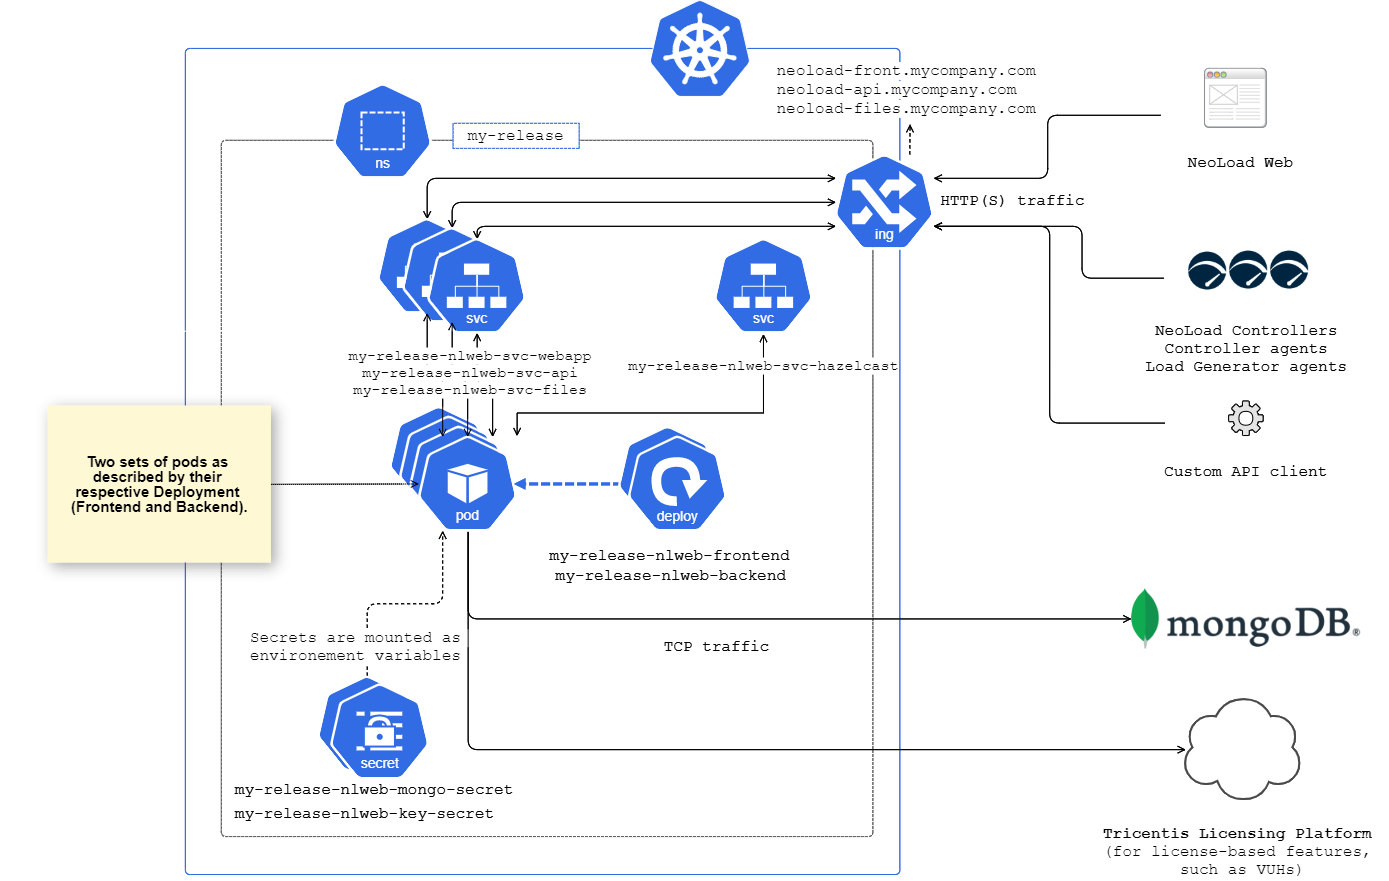 neoload-front.mycompany.com
neoload-api.mycompany.com
neoload-files.mycompany.com
my-release
ns
NeoLoad Web
HTTP(S) traffic
ing
svc
svc
NeoLoad Controllers
Controller agents
Load Generator agents
my-release-nlweb-svc-webapp
my-release-nlweb-svc-api
my-release-nlweb-svc-files
my-release-nlweb-svc-hazelcast
Two sets of pods as
described by their
respective Deployment
(Frontend and Backend).
Custom API client
pod
deploy
my-release-nlweb-frontend
my-release-nlweb-backend
mongoDB®
Secrets are mounted as
environement variables
TCP traffic
secret
my-release-nlweb-mongo-secret
my-release-nlweb-key-secret
Tricentis Licensing Platform
(for license-based features,
such as VUHs)